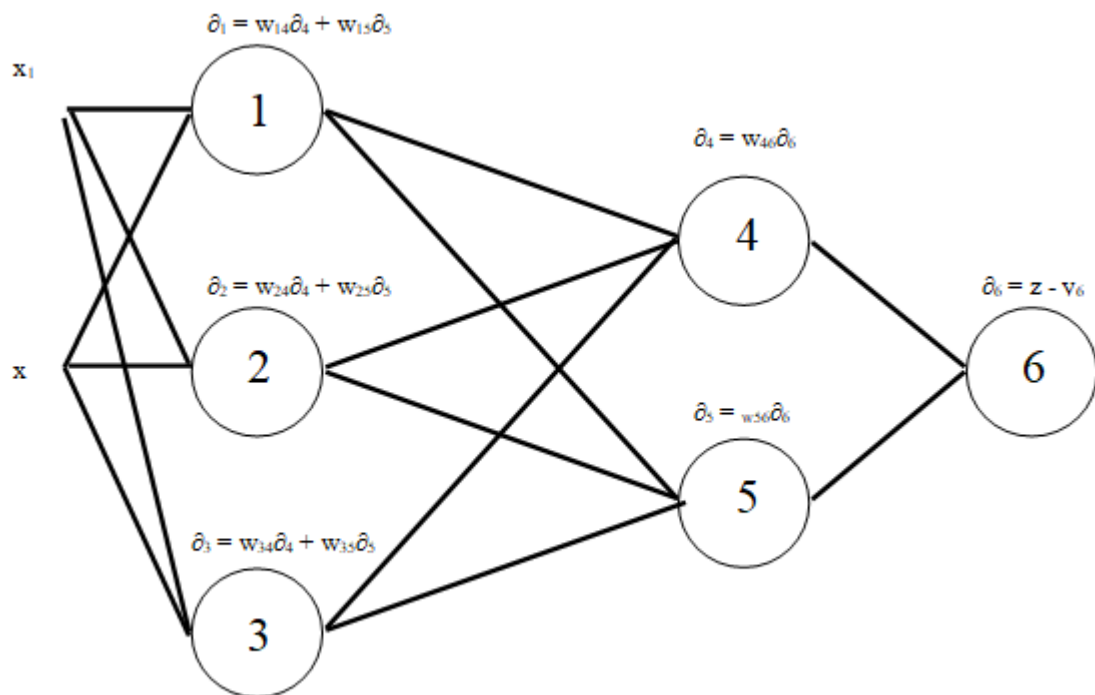 ∂₁ = w₁₄∂₄ + w₁₅∂₅
x₁
1
∂₄ = w₄₆∂₆
4
∂₂ = w₂₄∂₄ + w₂₅∂₅
∂₆ = z - v₆
x
2
6
∂₅ = w₅₆∂₆
5
∂₃ = w₃₄∂₄ + w₃₅∂₅
3